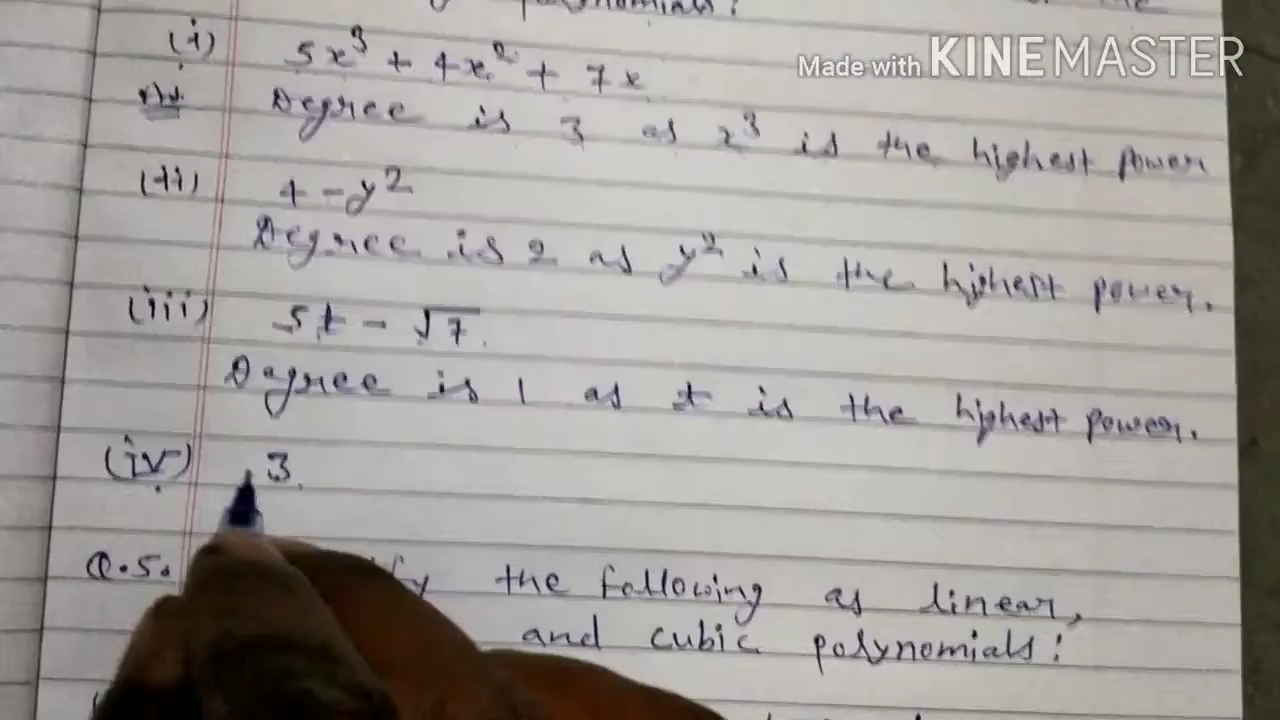 polynomials:
(i) 5x³ + 4x² + 7x
Made with KINEMASTER
Degree is 3 as x³ is the highest power
(ii) 4 - y²
Degree is 2 as y² is the highest power.
(iii) 5t - √7.
Degree is 1 as t is the highest power.
(iv) 3.
Q.5. the following as linear,
and cubic polynomials: